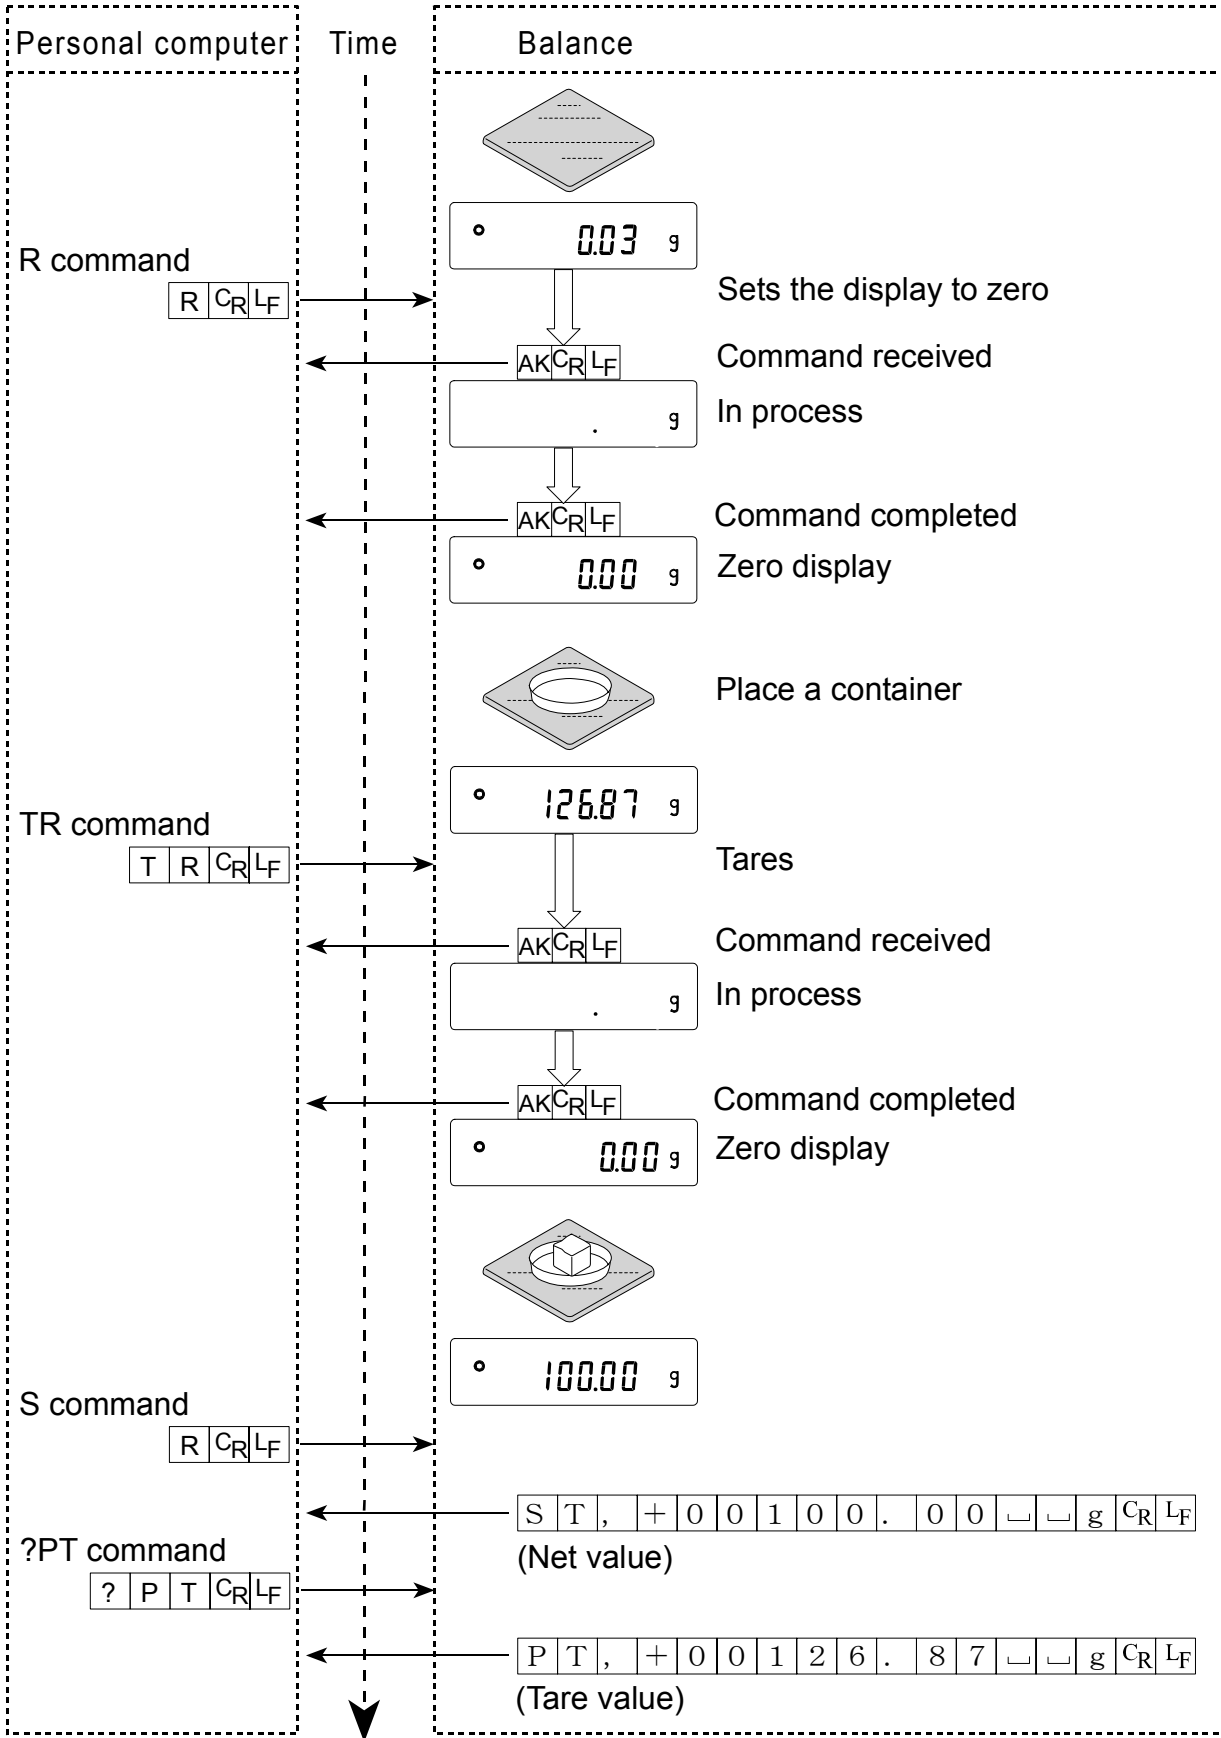 Personal computer Time Balance
0.03 g
R command
R CR LF Sets the display to zero
AK CR LF Command received
. g In process
AK CR LF Command completed
0.00 g Zero display
Place a container
126.87 g
TR command
T R CR LF Tares
AK CR LF Command received
. g In process
AK CR LF Command completed
0.00 g Zero display
100.00 g
S command
R CR LF
S T , + 0 0 1 0 0 . 0 0 ⎵ ⎵ g CR LF
(Net value)
?PT command
? P T CR LF
P T , + 0 0 1 2 6 . 8 7 ⎵ ⎵ g CR LF
(Tare value)